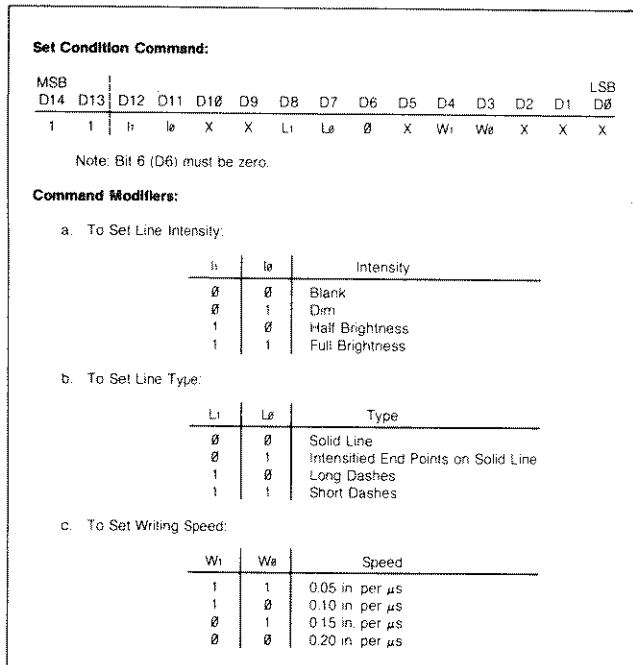 Set Condition Command:
MSB LSB
D14 D13 D12 D11 D1Ø D9 D8 D7 D6 D5 D4 D3 D2 D1 DØ
1 1 I₁ Iø X X L₁ Lø Ø X W₁ Wø X X X
Note: Bit 6 (D6) must be zero.
Command Modifiers:
a. To Set Line Intensity:
I₁ Iø Intensity
Ø Ø Blank
Ø 1 Dim
1 Ø Half Brightness
1 1 Full Brightness
b. To Set Line Type:
L₁ Lø Type
Ø Ø Solid Line
Ø 1 Intensified End Points on Solid Line
1 Ø Long Dashes
1 1 Short Dashes
c. To Set Writing Speed:
W₁ Wø Speed
1 1 0.05 in per µs
1 Ø 0.10 in per µs
Ø 1 0.15 in. per µs
Ø Ø 0.20 in per µs